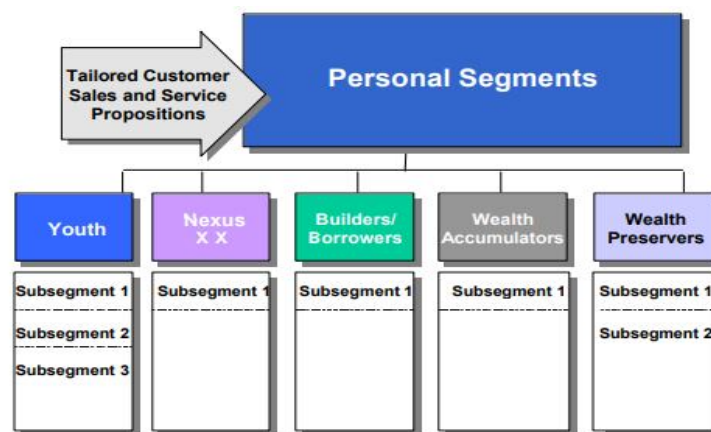 Tailored Customer
Sales and Service
Propositions
Personal Segments
Youth
Nexus
X X
Builders/
Borrowers
Wealth
Accumulators
Wealth
Preservers
Subsegment 1
Subsegment 2
Subsegment 3
Subsegment 1
Subsegment 1
Subsegment 1
Subsegment 1
Subsegment 2